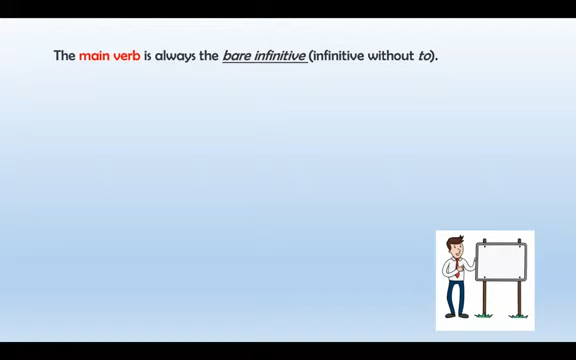 The main verb is always the bare infinitive (infinitive without to).